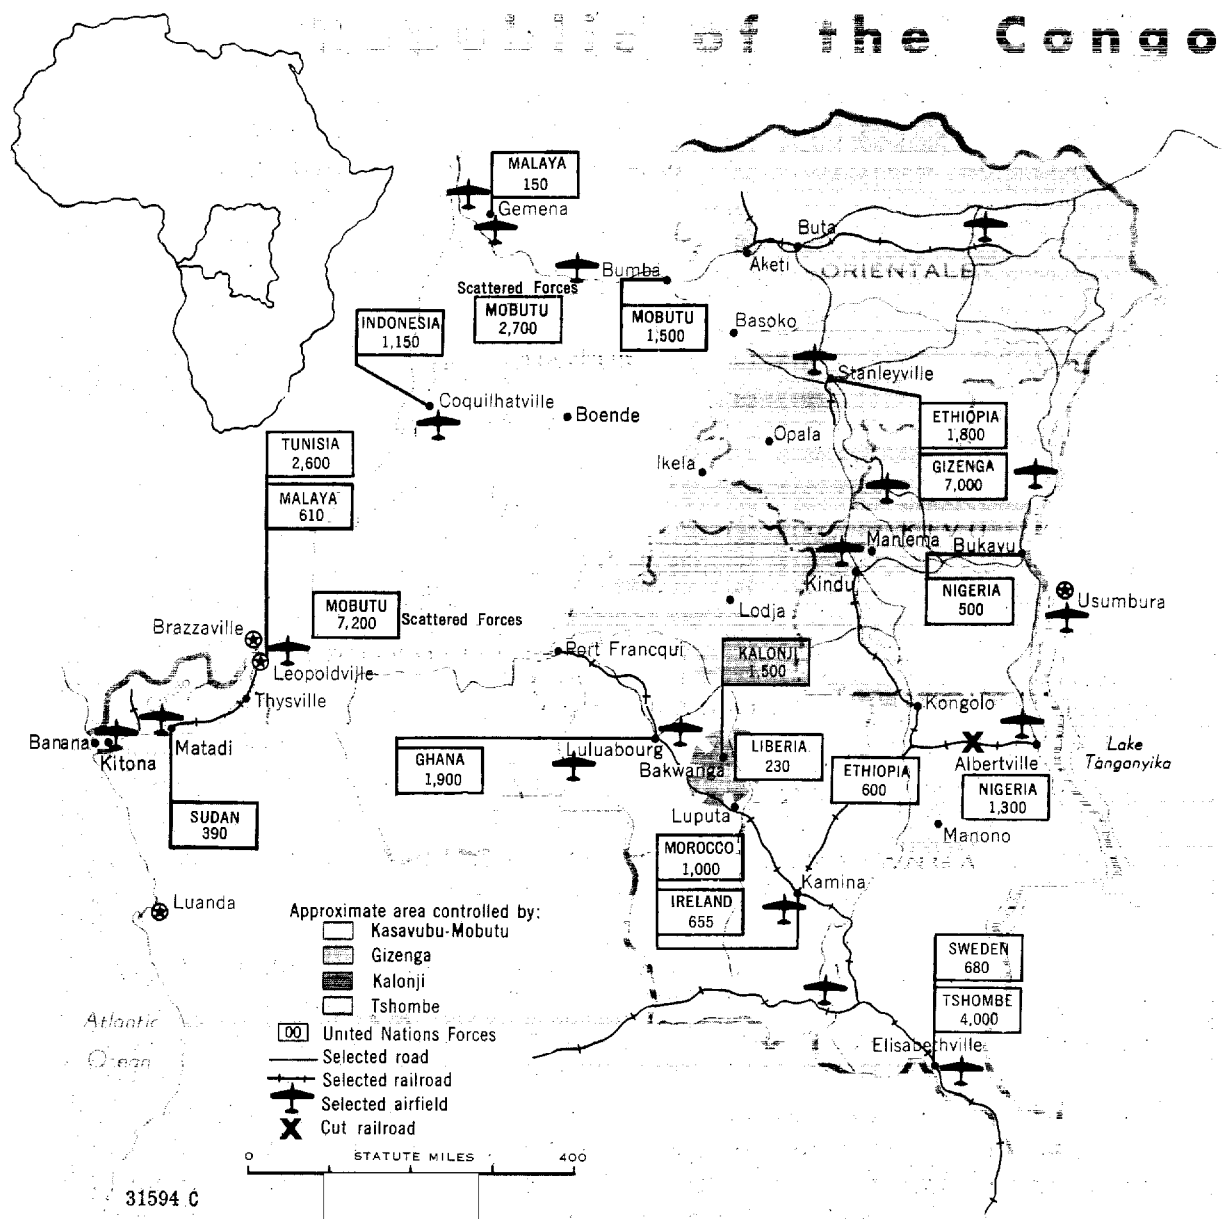 Republic of the Congo
MALAYA
150
Gemena
Buta
Aketi
ORIENTALE
Bumba
Scattered Forces
MOBUTU
2,700
MOBUTU
1,500
INDONESIA
1,150
Basoko
Stanleyville
Coquilhatville
Boende
ETHIOPIA
1,800
GIZENGA
7,000
Opala
Ikela
TUNISIA
2,600
MALAYA
610
Maniema
Bukavu
Kindu
NIGERIA
500
Usumbura
Lodja
MOBUTU
7,200
Scattered Forces
Brazzaville
Leopoldville
Thysville
Port Francqui
KALONJI
1,500
Kongolo
Banana
Kitona
Matadi
Luluabourg
GHANA
1,900
Bakwanga
LIBERIA
230
ETHIOPIA
600
Albertville
NIGERIA
1,300
Lake
Tanganyika
SUDAN
390
Luputa
Manono
MOROCCO
1,000
IRELAND
655
Kamina
Luanda
SWEDEN
680
TSHOMBE
4,000
Elisabethville
Atlantic
Ocean
Approximate area controlled by:
Kasavubu-Mobutu
Gizenga
Kalonji
Tshombe
00 United Nations Forces
Selected road
Selected railroad
Selected airfield
X Cut railroad
0 STATUTE MILES 400
31594 C